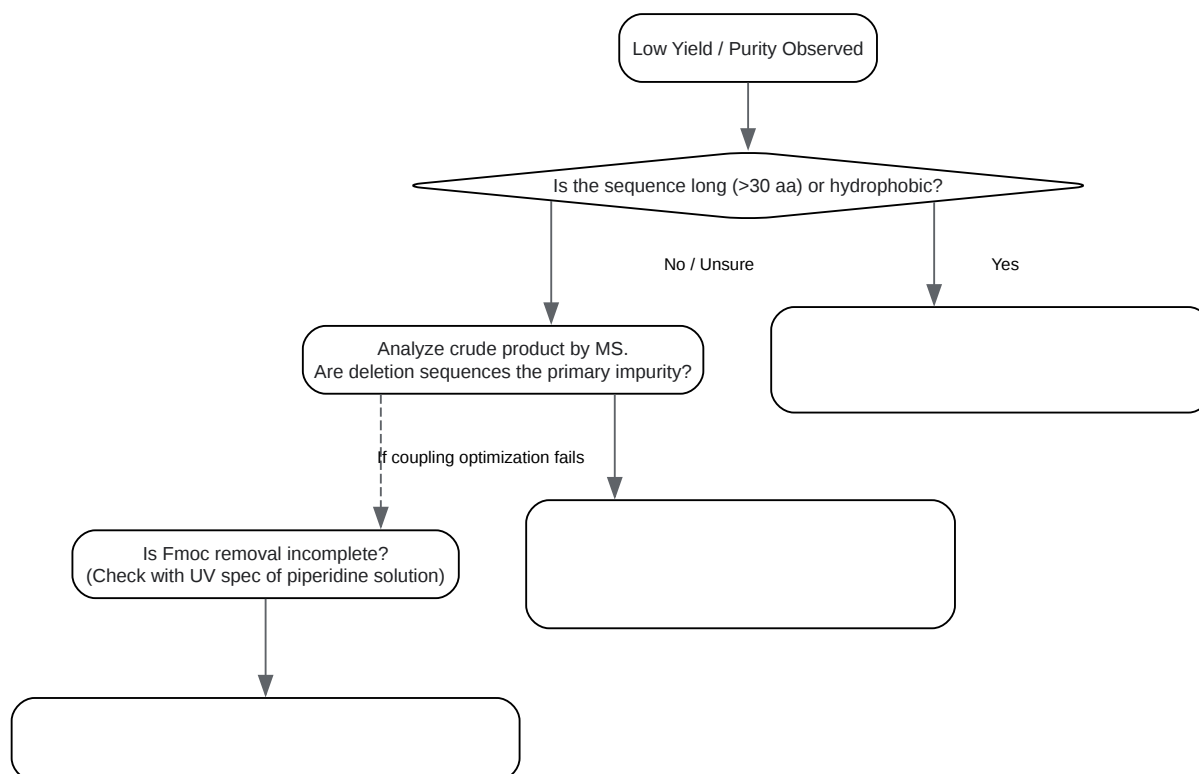 Low Yield / Purity Observed
Is the sequence long (>30 aa) or hydrophobic?
No / Unsure
Yes
Analyze crude product by MS.
Are deletion sequences the primary impurity?
If coupling optimization fails
Is Fmoc removal incomplete?
(Check with UV spec of piperidine solution)